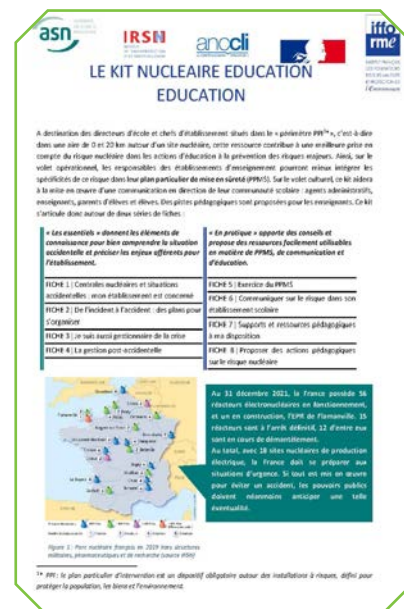 asn
IRSN
anccli
iffo
rme
LE KIT NUCLEAIRE EDUCATION
EDUCATION
A destination des directeurs d'école et chefs d'établissement situés dans le « périmètre PPI¹* », c'est-à-dire
dans une aire de 0 et 20 km autour d'un site nucléaire, cette ressource contribue à une meilleure prise en
compte du risque nucléaire dans les actions d'éducation à la prévention des risques majeurs. Ainsi, sur le
volet opérationnel, les responsables des établissements d'enseignement pourront mieux intégrer les
spécificités de ce risque dans leur plan particulier de mise en sûreté (PPMS). Sur le volet culturel, ce kit aidera
à la mise en œuvre d'une communication en direction de leur communauté scolaire : agents administratifs,
enseignants, parents d'élèves et élèves. Des pistes pédagogiques sont proposées pour les enseignants. Ce kit
s'articule donc autour de deux séries de fiches :
« Les essentiels » donnent les éléments de
connaissance pour bien comprendre la situation
accidentelle et préciser les enjeux afférents pour
l'établissement.
FICHE 1 | Centrales nucléaires et situations
accidentelles : mon établissement est concerné
FICHE 2 | De l'incident à l'accident : des plans pour
s'organiser
FICHE 3 | Je suis aussi gestionnaire de la crise
FICHE 4 | La gestion post-accidentelle
« En pratique » apporte des conseils et
propose des ressources facilement utilisables
en matière de PPMS, de communication et
d'éducation.
FICHE 5 | Exercice du PPMS
FICHE 6 | Communiquer sur le risque dans son
établissement scolaire
FICHE 7 | Supports et ressources pédagogiques
à ma disposition
FICHE 8 | Proposer des actions pédagogiques
sur le risque nucléaire
Au 31 décembre 2021, la France possède 56
réacteurs électronucléaires en fonctionnement,
et un en construction, l'EPR de Flamanville. 15
réacteurs sont à l'arrêt définitif, 12 d'entre eux
sont en cours de démantèlement.
Au total, avec 18 sites nucléaires de production
électrique, la France doit se préparer aux
situations d'urgence. Si tout est mis en œuvre
pour éviter un accident, les pouvoirs publics
doivent néanmoins anticiper une telle
éventualité.
Figure 1 : Parc nucléaire français en 2019 hors structures
militaires, pharmaceutiques et de recherche (source IRSN)
¹* PPI : le plan particulier d'intervention est un dispositif obligatoire autour des installations à risques, défini pour
protéger la population, les biens et l'environnement.